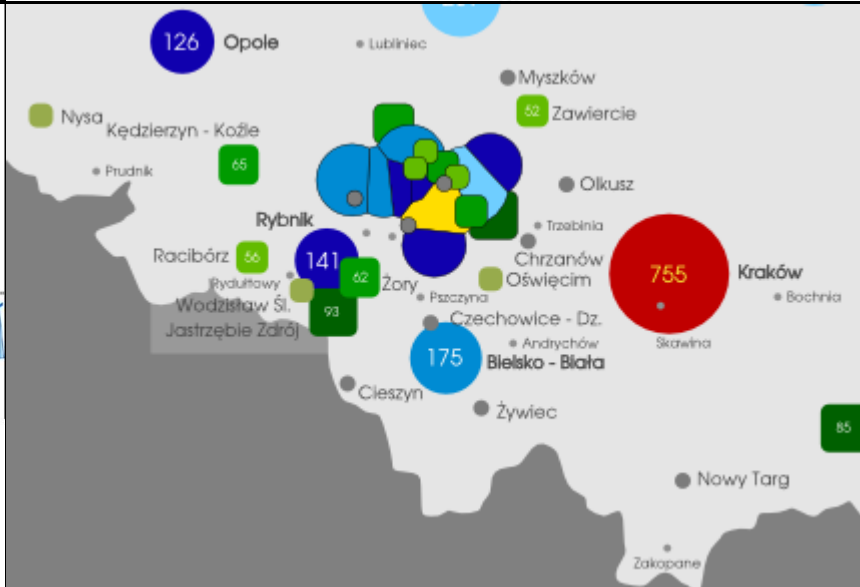 126 Opole
Lubliniec
Myszków
52 Zawiercie
Nysa
Kędzierzyn - Koźle
65
Prudnik
Olkusz
Rybnik
Trzebinia
Racibórz 56
141
Chrzanów
755 Kraków
Rydułtowy
62 Żory
Oświęcim
Pszczyna
Bochnia
Wodzisław Śl.
93
Czechowice - Dz.
Jastrzębie Zdrój
Andrychów
Skawina
175 Bielsko - Biała
Cieszyn
Żywiec
85
Nowy Targ
Zakopane